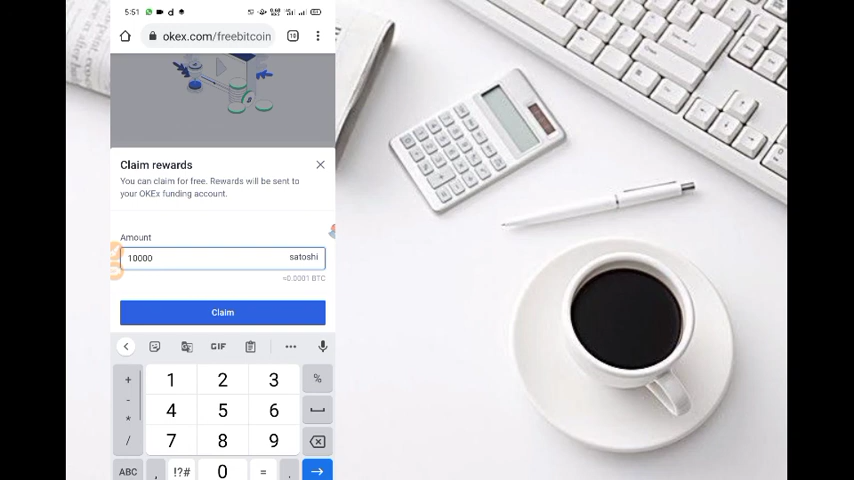 5:51
okex.com/freebitcoin
Claim rewards
You can claim for free. Rewards will be sent to
your OKEx funding account.
Amount
10000 satoshi
≈0.0001 BTC
Claim
GIF
+ 1 2 3 %
-
* 4 5 6
/ 7 8 9
ABC , !?# 0 = .